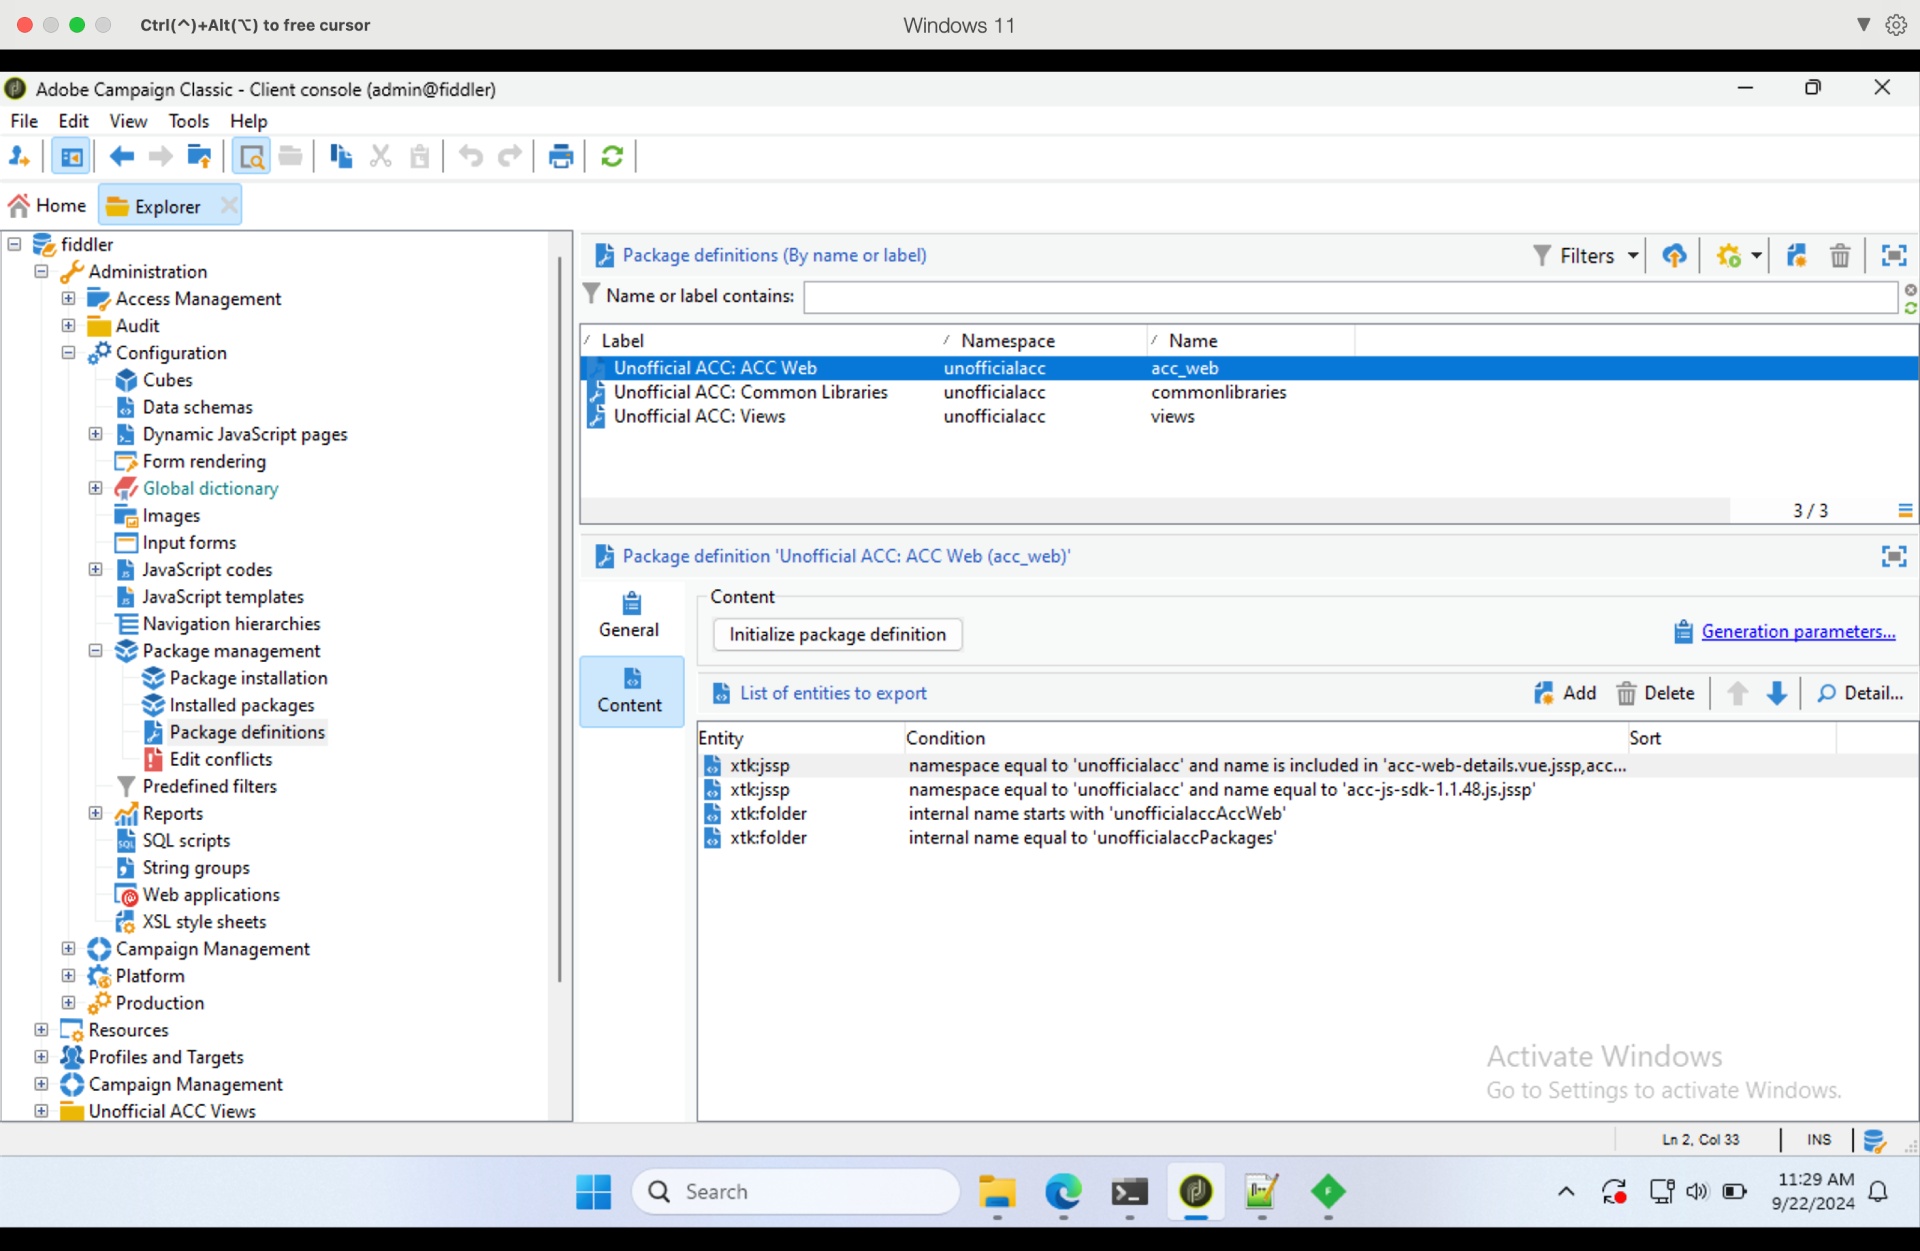 Ctrl(^)+Alt(⌥) to free cursor
Windows 11
Adobe Campaign Classic - Client console (admin@fiddler)
File Edit View Tools Help
Home
Explorer
fiddler
Administration
Access Management
Audit
Configuration
Cubes
Data schemas
Dynamic JavaScript pages
Form rendering
Global dictionary
Images
Input forms
JavaScript codes
JavaScript templates
Navigation hierarchies
Package management
Package installation
Installed packages
Package definitions
Edit conflicts
Predefined filters
Reports
SQL scripts
String groups
Web applications
XSL style sheets
Campaign Management
Platform
Production
Resources
Profiles and Targets
Campaign Management
Unofficial ACC Views
Package definitions (By name or label)
Filters
Name or label contains:
Label Namespace Name
Unofficial ACC: ACC Web unofficialacc acc_web
Unofficial ACC: Common Libraries unofficialacc commonlibraries
Unofficial ACC: Views unofficialacc views
3 / 3
Package definition 'Unofficial ACC: ACC Web (acc_web)'
General
Content
Content
Initialize package definition
Generation parameters...
List of entities to export
Add Delete Detail...
Entity Condition Sort
xtk:jssp namespace equal to 'unofficialacc' and name is included in 'acc-web-details.vue.jssp,acc...
xtk:jssp namespace equal to 'unofficialacc' and name equal to 'acc-js-sdk-1.1.48.js.jssp'
xtk:folder internal name starts with 'unofficialaccAccWeb'
xtk:folder internal name equal to 'unofficialaccPackages'
Activate Windows
Go to Settings to activate Windows.
Ln 2, Col 33 INS
Search
11:29 AM
9/22/2024